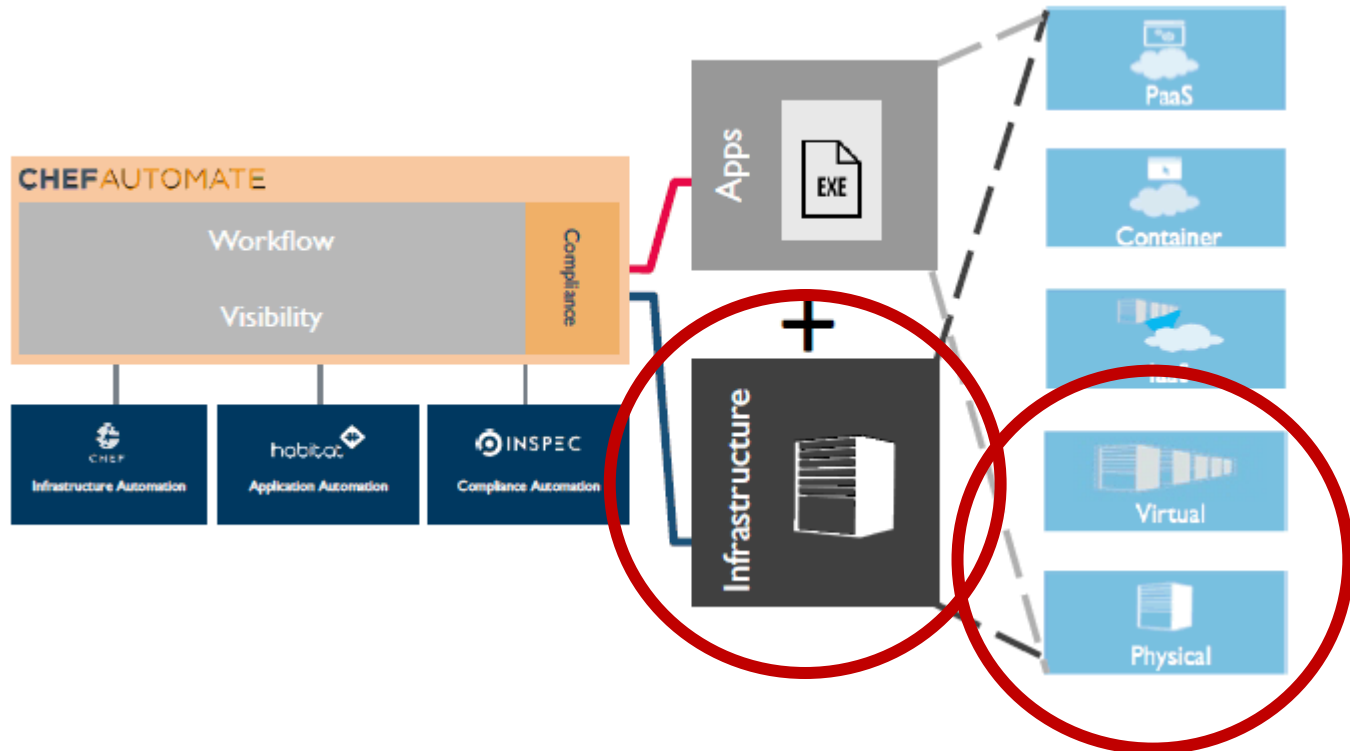 CHEFAUTOMATE
Workflow
Visibility
Compliance
CHEF
Infrastructure Automation
habitat
Application Automation
INSPEC
Compliance Automation
Apps
EXE
+
Infrastructure
PaaS
Container
IaaS
Virtual
Physical